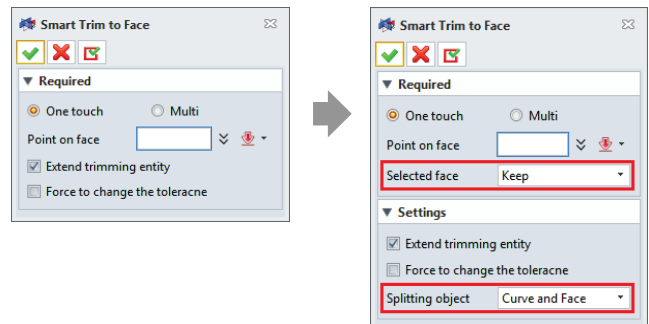 Smart Trim to Face
Required
One touch Multi
Point on face
Extend trimming entity
Force to change the toleracne
Smart Trim to Face
Required
One touch Multi
Point on face
Selected face Keep
Settings
Extend trimming entity
Force to change the toleracne
Splitting object Curve and Face